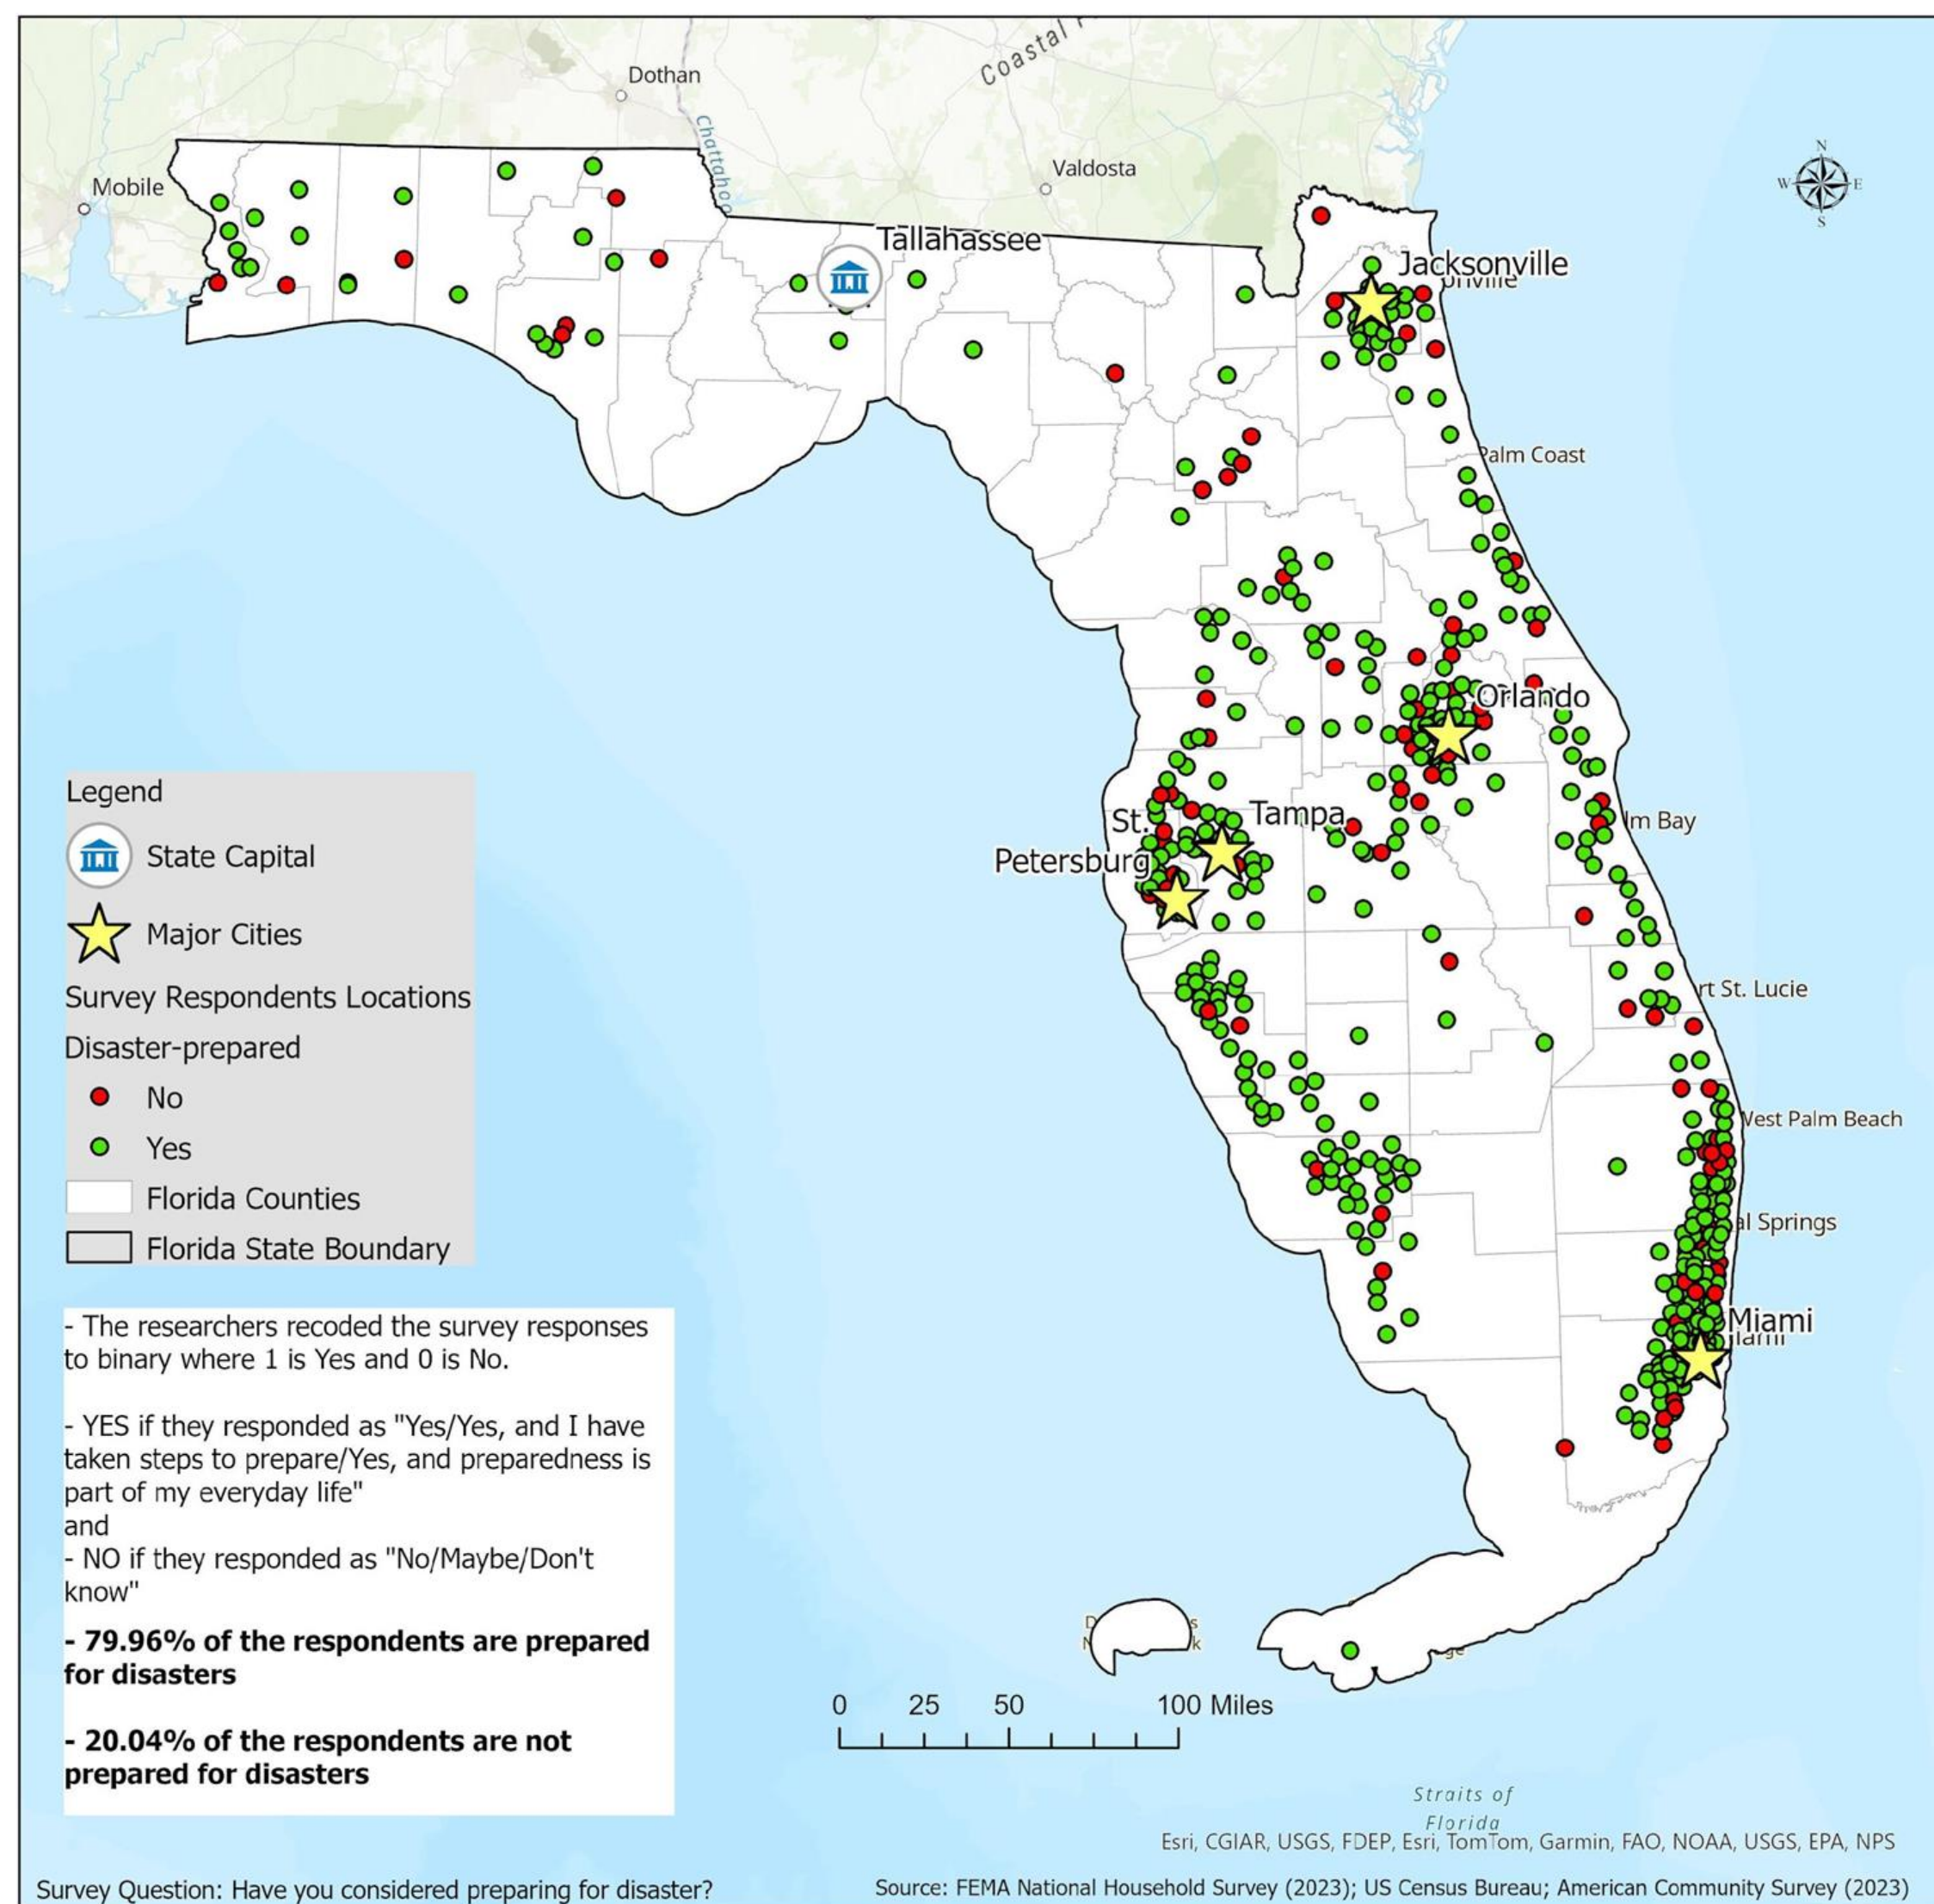 Coastal
Dothan
Chattahoo
Mobile
Valdosta
N
W
E
S
Tallahassee
Jacksonville
onville
Palm Coast
Orlando
Legend
State Capital
Major Cities
Survey Respondents Locations
Disaster-prepared
No
Yes
Florida Counties
Florida State Boundary
St.
Petersburg
Tampa
lm Bay
rt St. Lucie
West Palm Beach
al Springs
Miami
iami
- The researchers recoded the survey responses
to binary where 1 is Yes and 0 is No.
- YES if they responded as "Yes/Yes, and I have
taken steps to prepare/Yes, and preparedness is
part of my everyday life"
and
- NO if they responded as "No/Maybe/Don't
know"
- 79.96% of the respondents are prepared
for disasters
- 20.04% of the respondents are not
prepared for disasters
0 25 50 100 Miles
Straits of
Florida
Esri, CGIAR, USGS, FDEP, Esri, TomTom, Garmin, FAO, NOAA, USGS, EPA, NPS
Survey Question: Have you considered preparing for disaster?
Source: FEMA National Household Survey (2023); US Census Bureau; American Community Survey (2023)